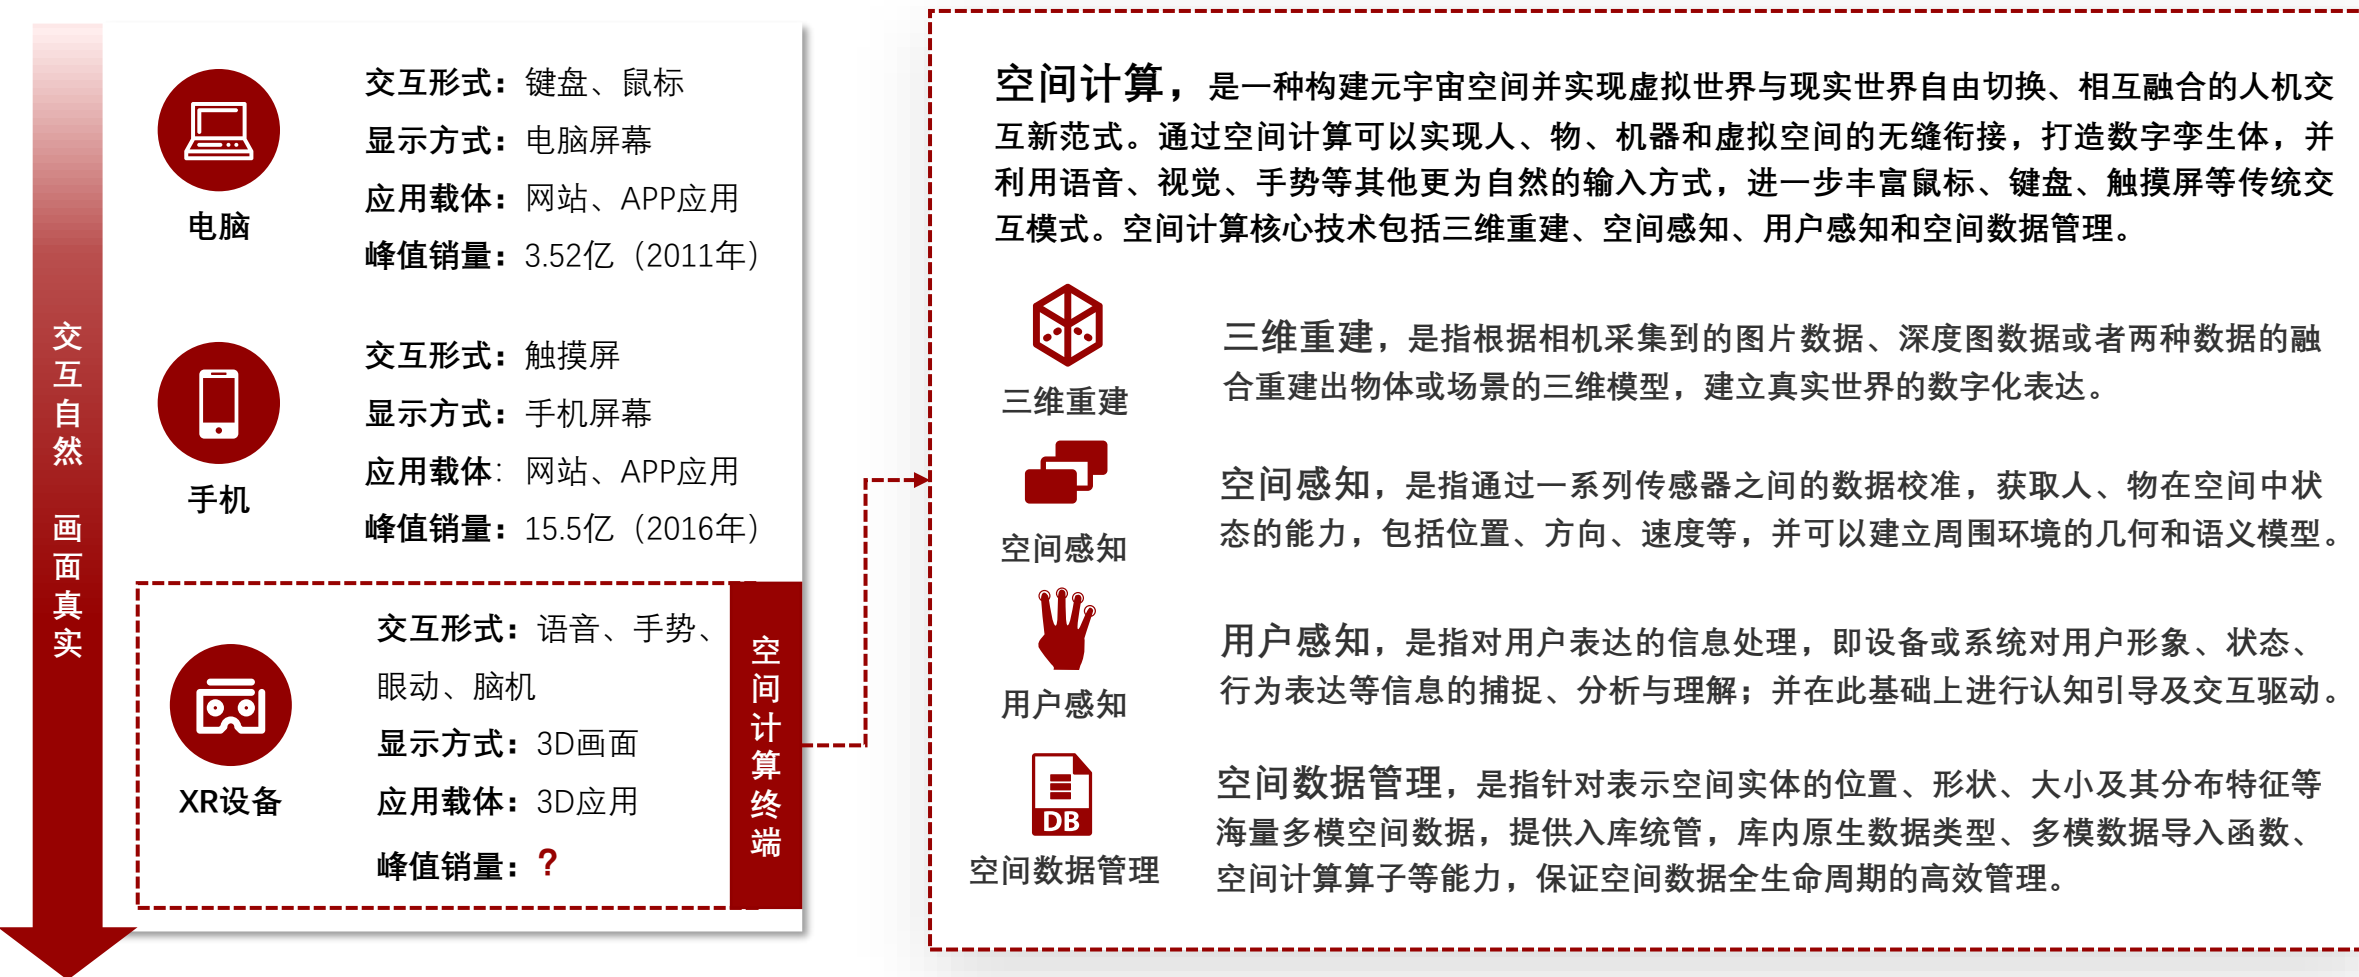 交互自然 画面真实
电脑
交互形式：键盘、鼠标
显示方式：电脑屏幕
应用载体：网站、APP应用
峰值销量：3.52亿（2011年）
手机
交互形式：触摸屏
显示方式：手机屏幕
应用载体：网站、APP应用
峰值销量：15.5亿（2016年）
XR设备
交互形式：语音、手势、
眼动、脑机
显示方式：3D画面
应用载体：3D应用
峰值销量：?
空间计算终端
空间计算，是一种构建元宇宙空间并实现虚拟世界与现实世界自由切换、相互融合的人机交
互新范式。通过空间计算可以实现人、物、机器和虚拟空间的无缝衔接，打造数字孪生体，并
利用语音、视觉、手势等其他更为自然的输入方式，进一步丰富鼠标、键盘、触摸屏等传统交
互模式。空间计算核心技术包括三维重建、空间感知、用户感知和空间数据管理。
三维重建
三维重建，是指根据相机采集到的图片数据、深度图数据或者两种数据的融
合重建出物体或场景的三维模型，建立真实世界的数字化表达。
空间感知
空间感知，是指通过一系列传感器之间的数据校准，获取人、物在空间中状
态的能力，包括位置、方向、速度等，并可以建立周围环境的几何和语义模型。
用户感知
用户感知，是指对用户表达的信息处理，即设备或系统对用户形象、状态、
行为表达等信息的捕捉、分析与理解；并在此基础上进行认知引导及交互驱动。
DB
空间数据管理
空间数据管理，是指针对表示空间实体的位置、形状、大小及其分布特征等
海量多模空间数据，提供入库统管，库内原生数据类型、多模数据导入函数、
空间计算算子等能力，保证空间数据全生命周期的高效管理。